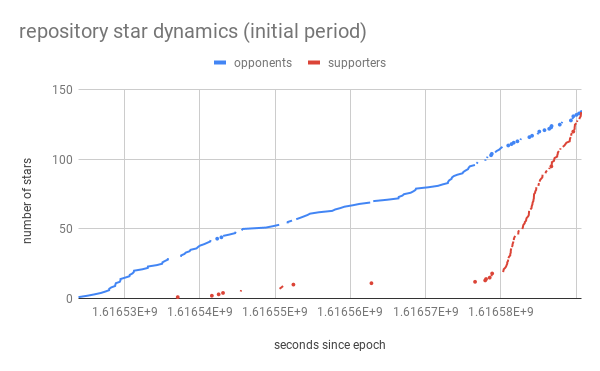 repository star dynamics (initial period)
opponents supporters
150
100
50
0
1.61653E+9 1.61654E+9 1.61655E+9 1.61656E+9 1.61657E+9 1.61658E+9
number of stars
seconds since epoch